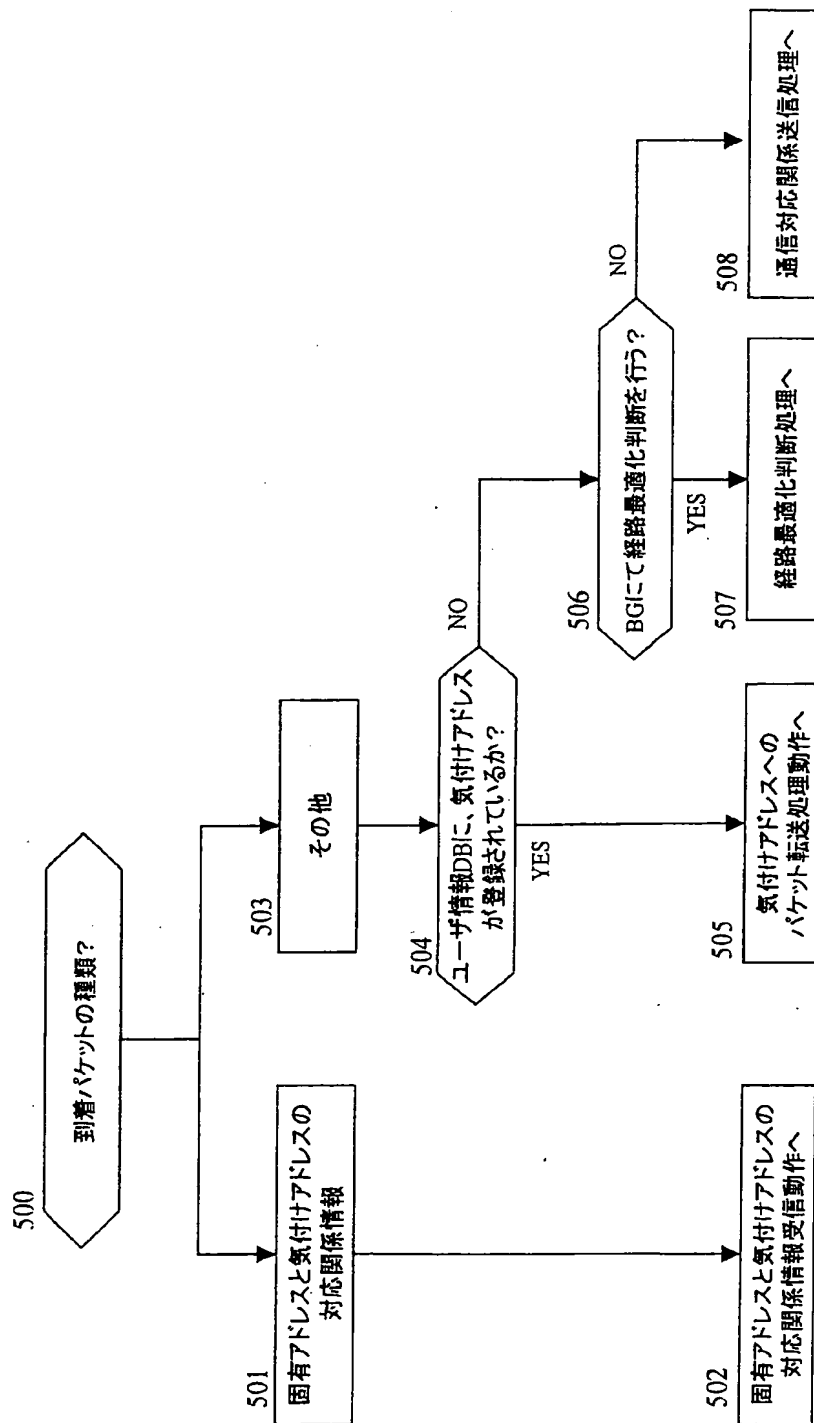 500
到着パケットの種類？
501
固有アドレスと気付けアドレスの
対応関係情報
502
固有アドレスと気付けアドレスの
対応関係情報受信動作へ
503
その他
504
ユーザ情報DBに、気付けアドレス
が登録されているか？
YES
NO
505
気付けアドレスへの
パケット転送処理動作へ
506
BGにて経路最適化判断を行う？
YES
NO
507
経路最適化判断処理へ
508
通信対応関係送信処理へ